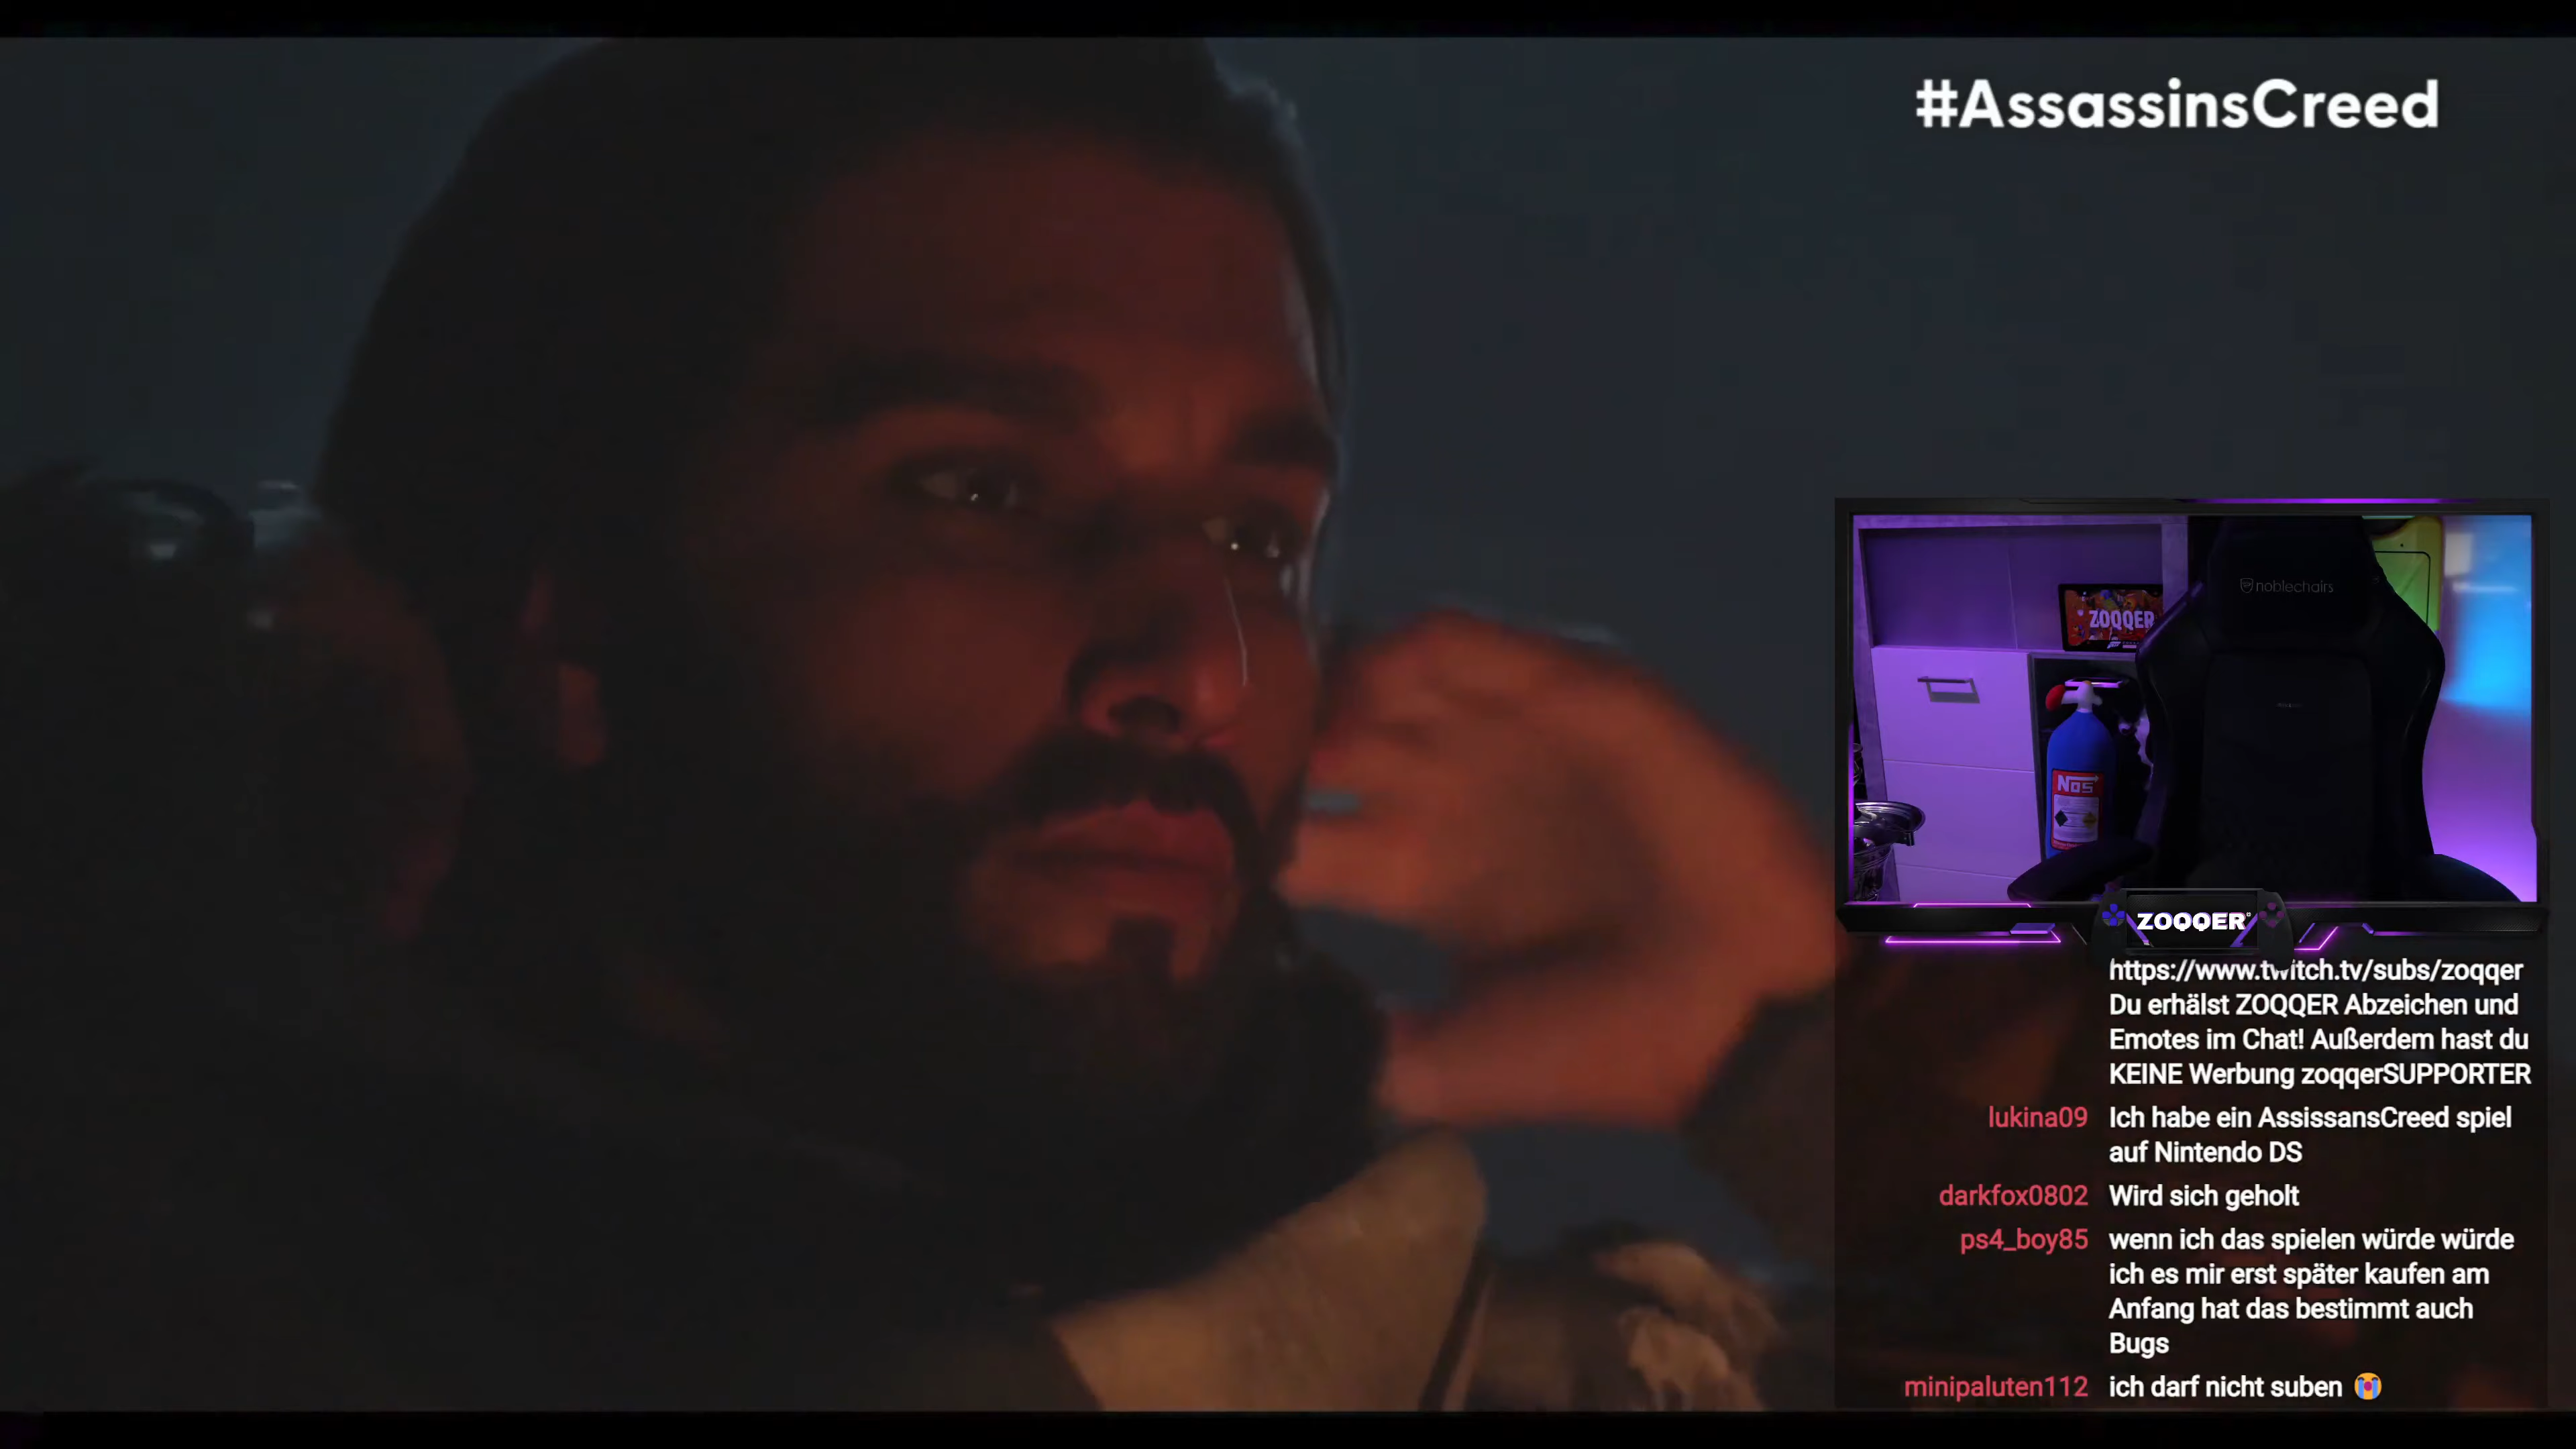 #AssassinsCreed
noblechairs
ZOQQER
NOS
ZOQQER
https://www.twitch.tv/subs/zoqqer
Du erhälst ZOQQER Abzeichen und
Emotes im Chat! Außerdem hast du
KEINE Werbung zoqqerSUPPORTER
lukina09 Ich habe ein AssissansCreed spiel
auf Nintendo DS
darkfox0802 Wird sich geholt
ps4_boy85 wenn ich das spielen würde würde
ich es mir erst später kaufen am
Anfang hat das bestimmt auch
Bugs
minipaluten112 ich darf nicht suben 😭